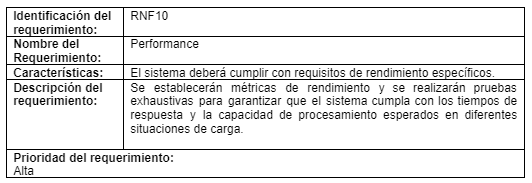 Identificación del RNF10
requerimiento:
Nombre del Performance
Requerimiento:
Características: El sistema deberá cumplir con requisitos de rendimiento específicos.
Descripción del Se establecerán métricas de rendimiento y se realizarán pruebas
requerimiento: exhaustivas para garantizar que el sistema cumpla con los tiempos de
respuesta y la capacidad de procesamiento esperados en diferentes
situaciones de carga.
Prioridad del requerimiento:
Alta